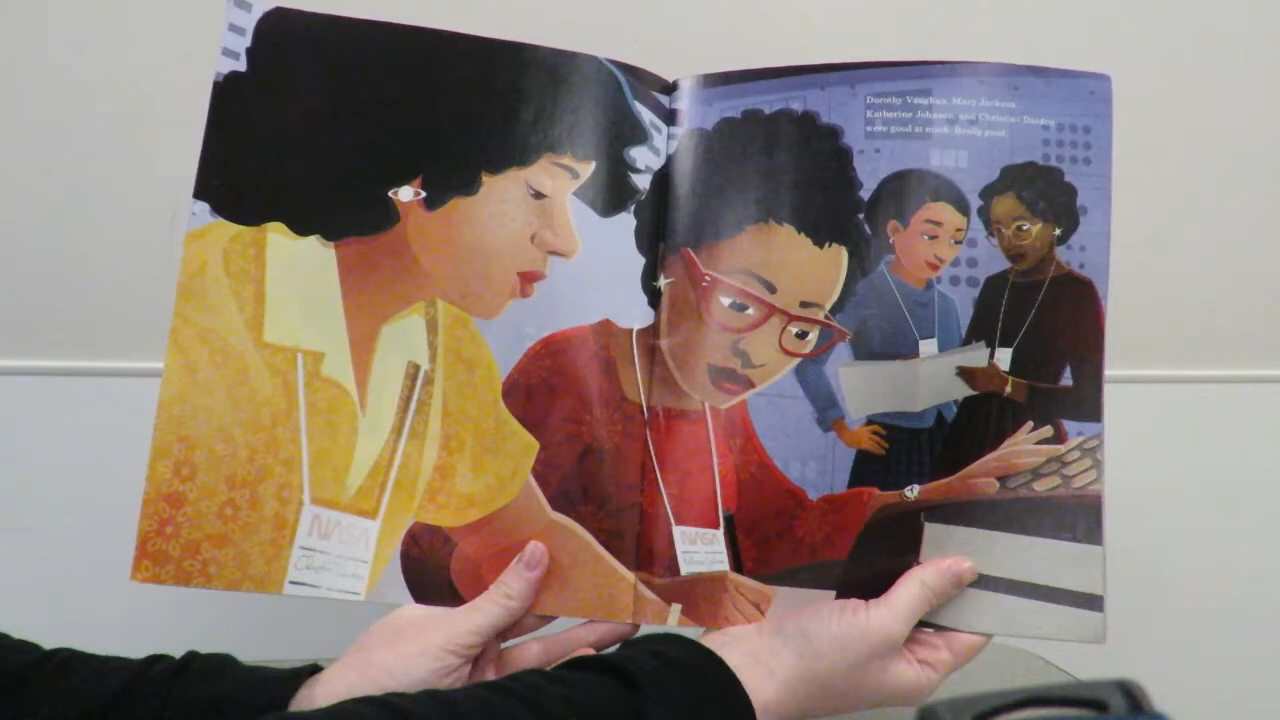 Dorothy Vaughan, Mary Jackson,
Katherine Johnson, and Christine Darden
were good at math. Really good.
NASA
NASA